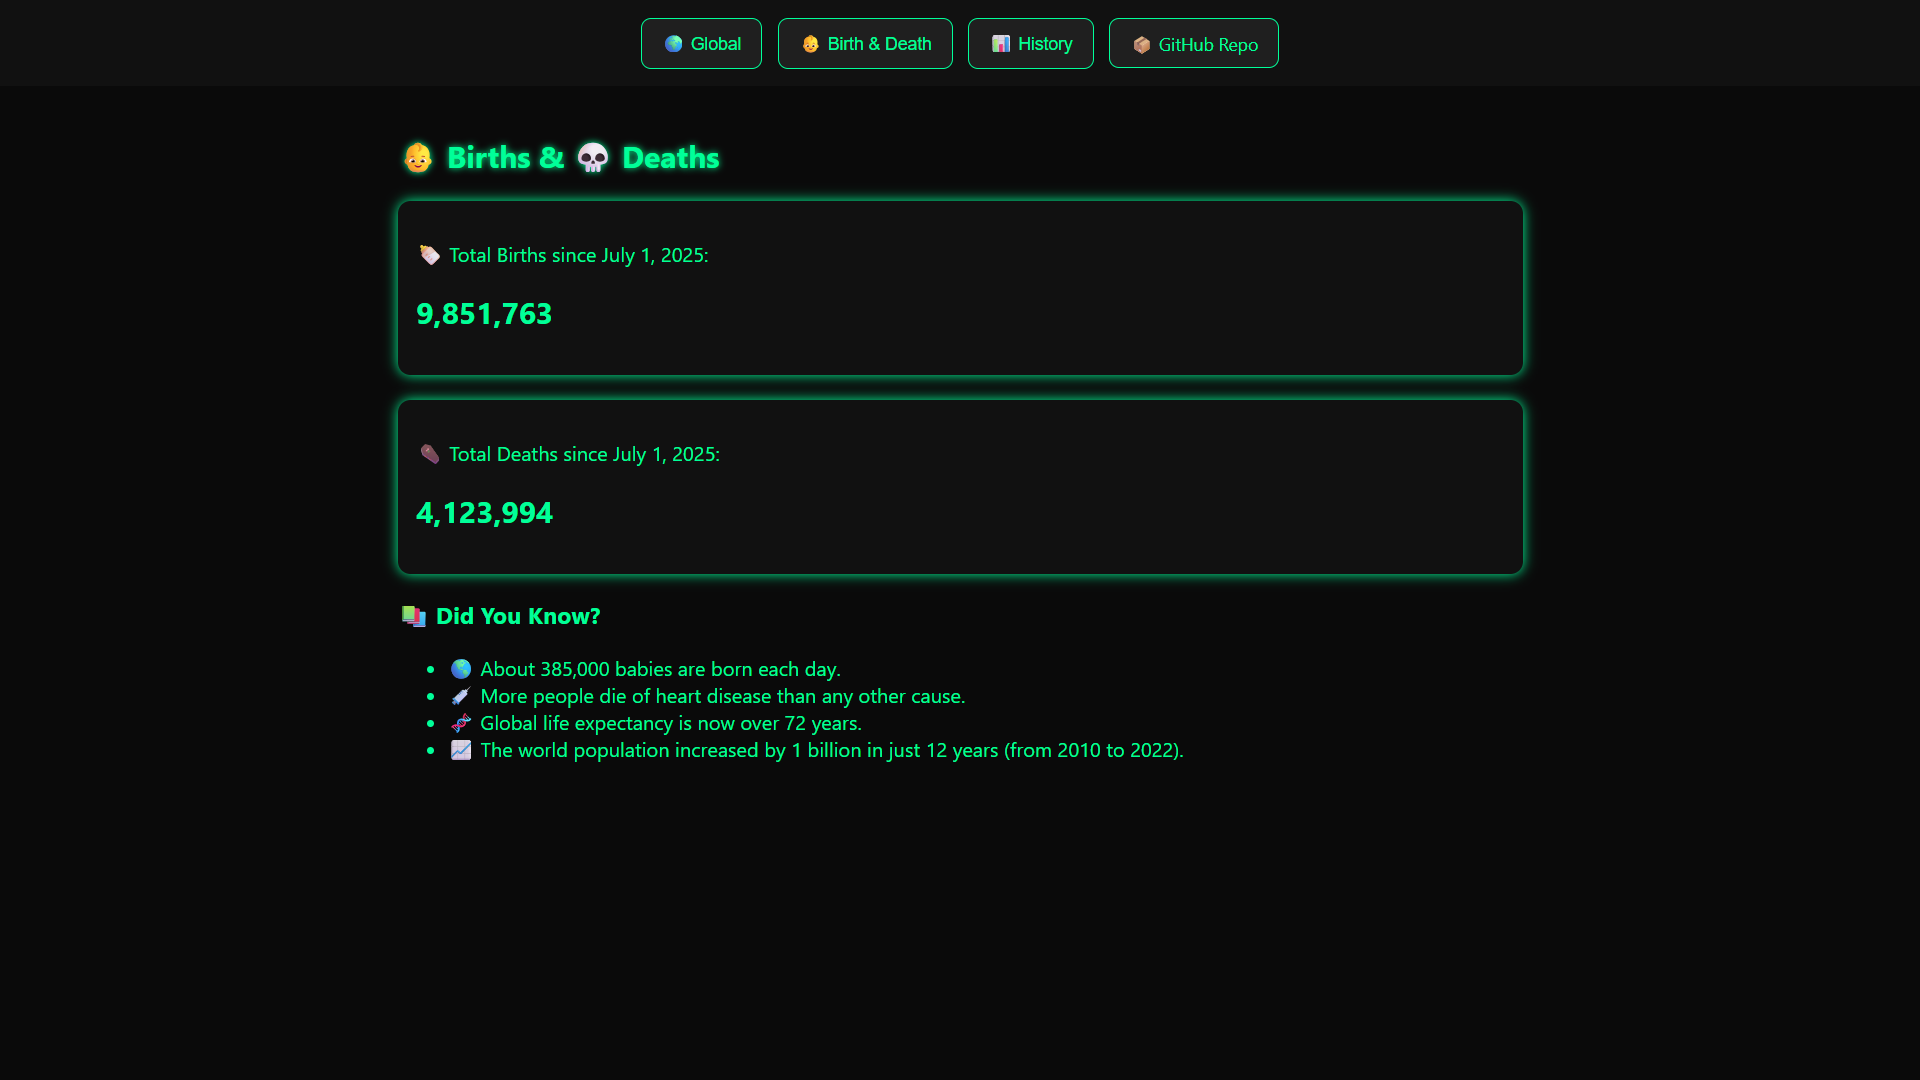 🌎 Global 👶 Birth & Death 📊 History 📦 GitHub Repo
👶 Births & 💀 Deaths
🍼 Total Births since July 1, 2025:
9,851,763
⚰️ Total Deaths since July 1, 2025:
4,123,994
📚 Did You Know?
• 🌎 About 385,000 babies are born each day.
• 💉 More people die of heart disease than any other cause.
• 🧬 Global life expectancy is now over 72 years.
• 📈 The world population increased by 1 billion in just 12 years (from 2010 to 2022).